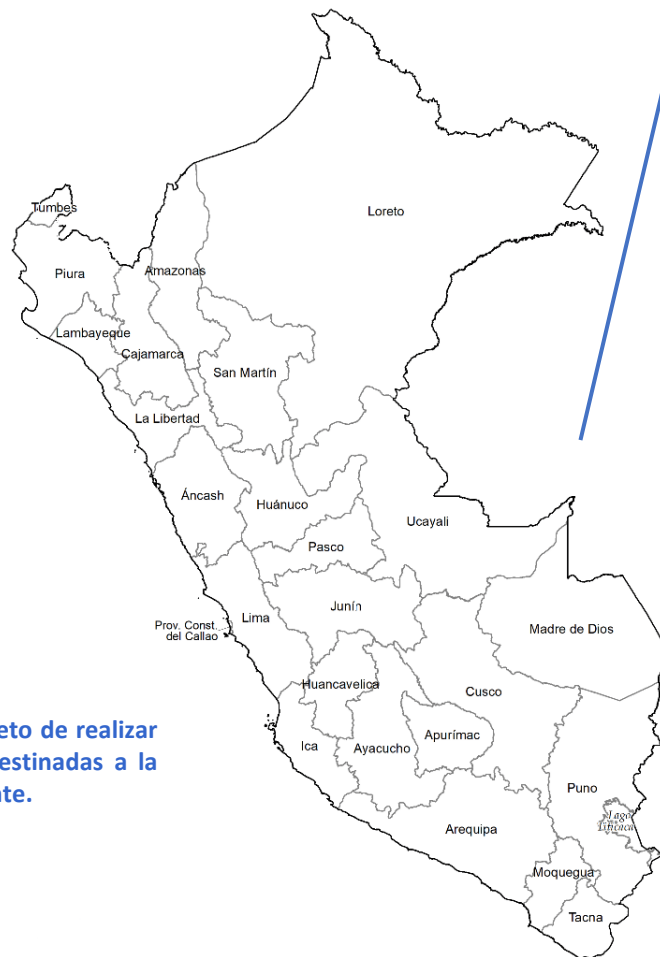 Tumbes
Loreto
Piura
Amazonas
Lambayeque
Cajamarca
San Martín
La Libertad
Áncash
Huánuco
Ucayali
Pasco
Junín
Lima
Prov. Const.
del Callao
Madre de Dios
Huancavelica
Cusco
eto de realizar
estinadas a la
nte.
Ica
Ayacucho
Apurímac
Puno
Lago
Titicaca
Arequipa
Moquegua
Tacna